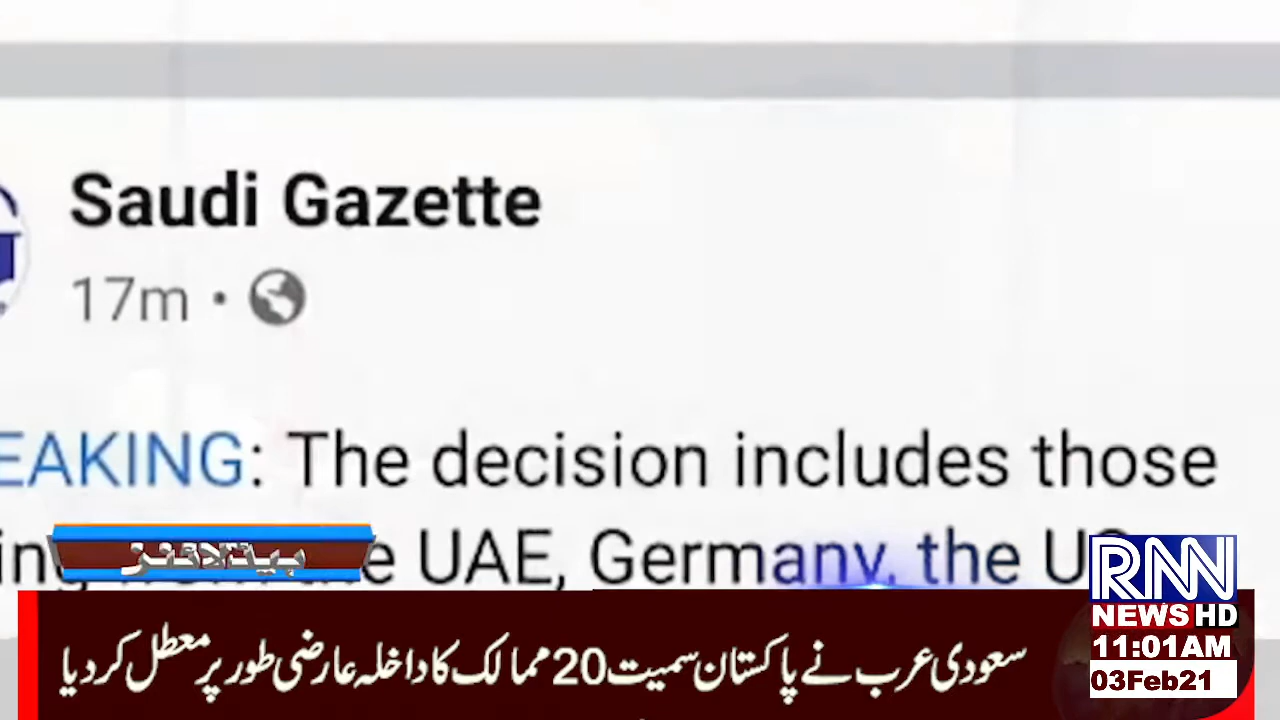 Saudi Gazette
17m •
EAKING: The decision includes those
UAE, Germany, the
ہیڈلائنز
سعودی عرب نے پاکستان سمیت 20 ممالک کا داخلہ عارضی طور پر معطل کر دیا
RNN
NEWS HD
11:01AM
03Feb21